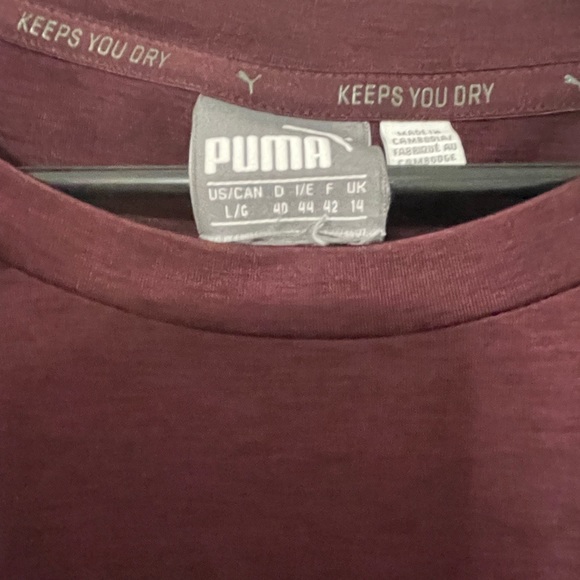 KEEPS YOU DRY
KEEPS YOU DRY
PUMA
US/CAN D I/E F UK
L/G 40 44 42 14
MADE IN
CAMBODIA/
FABRIQUÉ AU
CAMBODGE